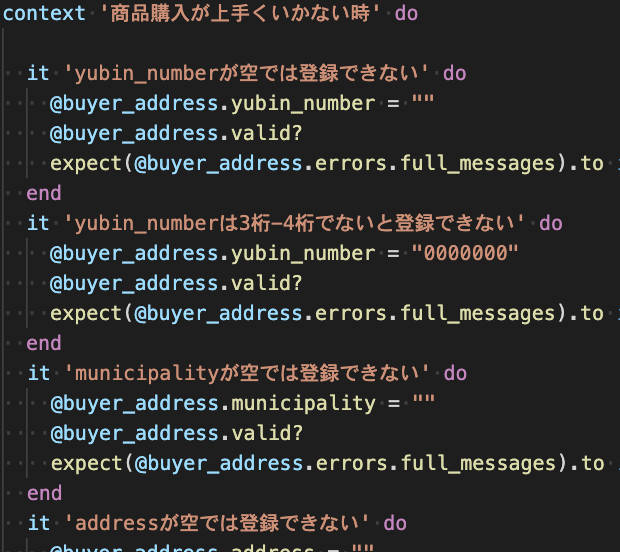 context '商品購入が上手くいかない時' do
it 'yubin_numberが空では登録できない' do
@buyer_address.yubin_number = ""
@buyer_address.valid?
expect(@buyer_address.errors.full_messages).to
end
it 'yubin_numberは3桁-4桁でないと登録できない' do
@buyer_address.yubin_number = "0000000"
@buyer_address.valid?
expect(@buyer_address.errors.full_messages).to
end
it 'municipalityが空では登録できない' do
@buyer_address.municipality = ""
@buyer_address.valid?
expect(@buyer_address.errors.full_messages).to
end
it 'addressが空では登録できない' do
@buyer_address.address = ""